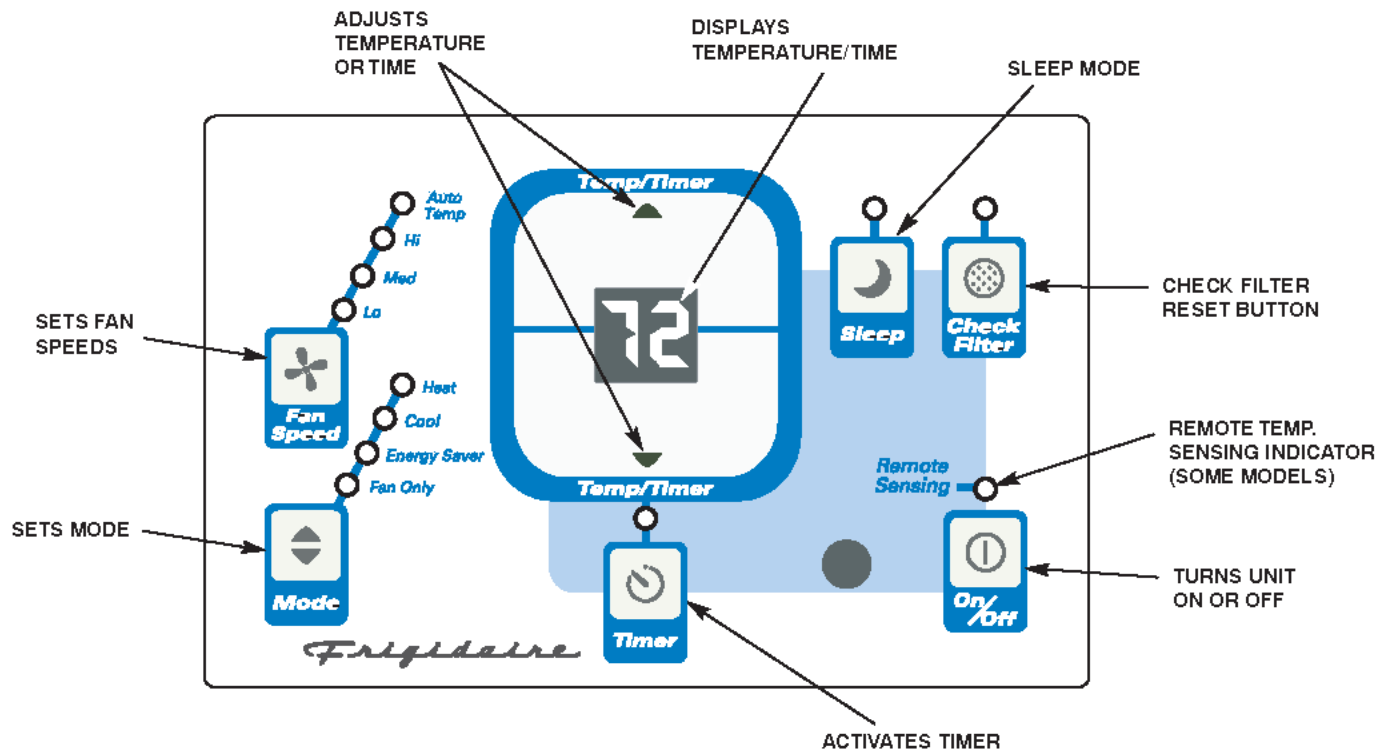 ADJUSTS
TEMPERATURE
OR TIME
DISPLAYS
TEMPERATURE/TIME
SLEEP MODE
Temp/Timer
Auto
Temp
Hi
Med
Lo
SETS FAN
SPEEDS
Fan
Speed
72
Sleep
Check
Filter
CHECK FILTER
RESET BUTTON
Heat
Cool
Energy Saver
Fan Only
SETS MODE
Mode
Temp/Timer
Remote
Sensing
REMOTE TEMP.
SENSING INDICATOR
(SOME MODELS)
Timer
On/Off
TURNS UNIT
ON OR OFF
Frigidaire
ACTIVATES TIMER